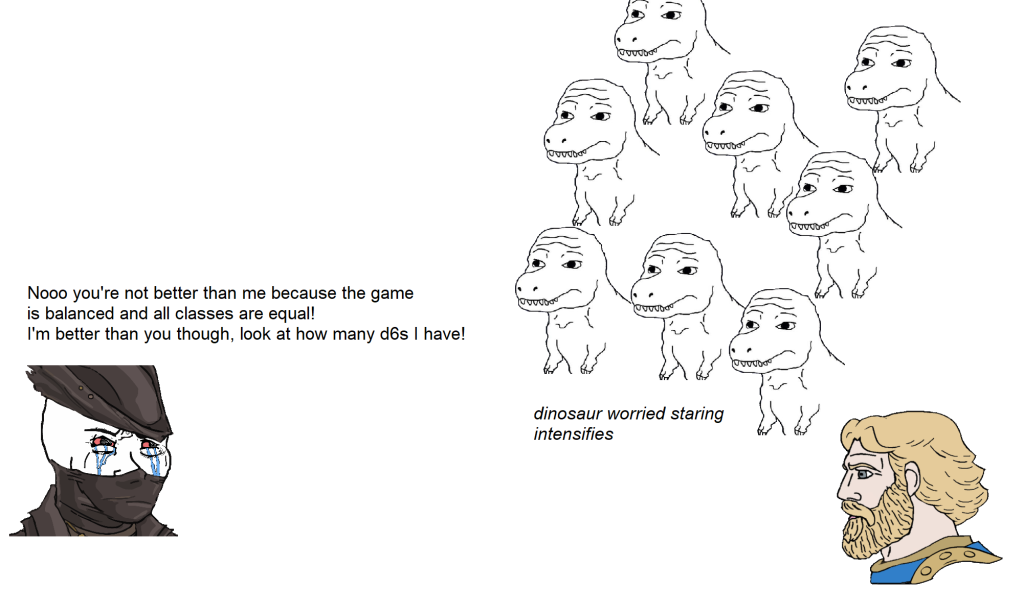 Nooo you're not better than me because the game
is balanced and all classes are equal!
I'm better than you though, look at how many d6s I have!
dinosaur worried staring
intensifies